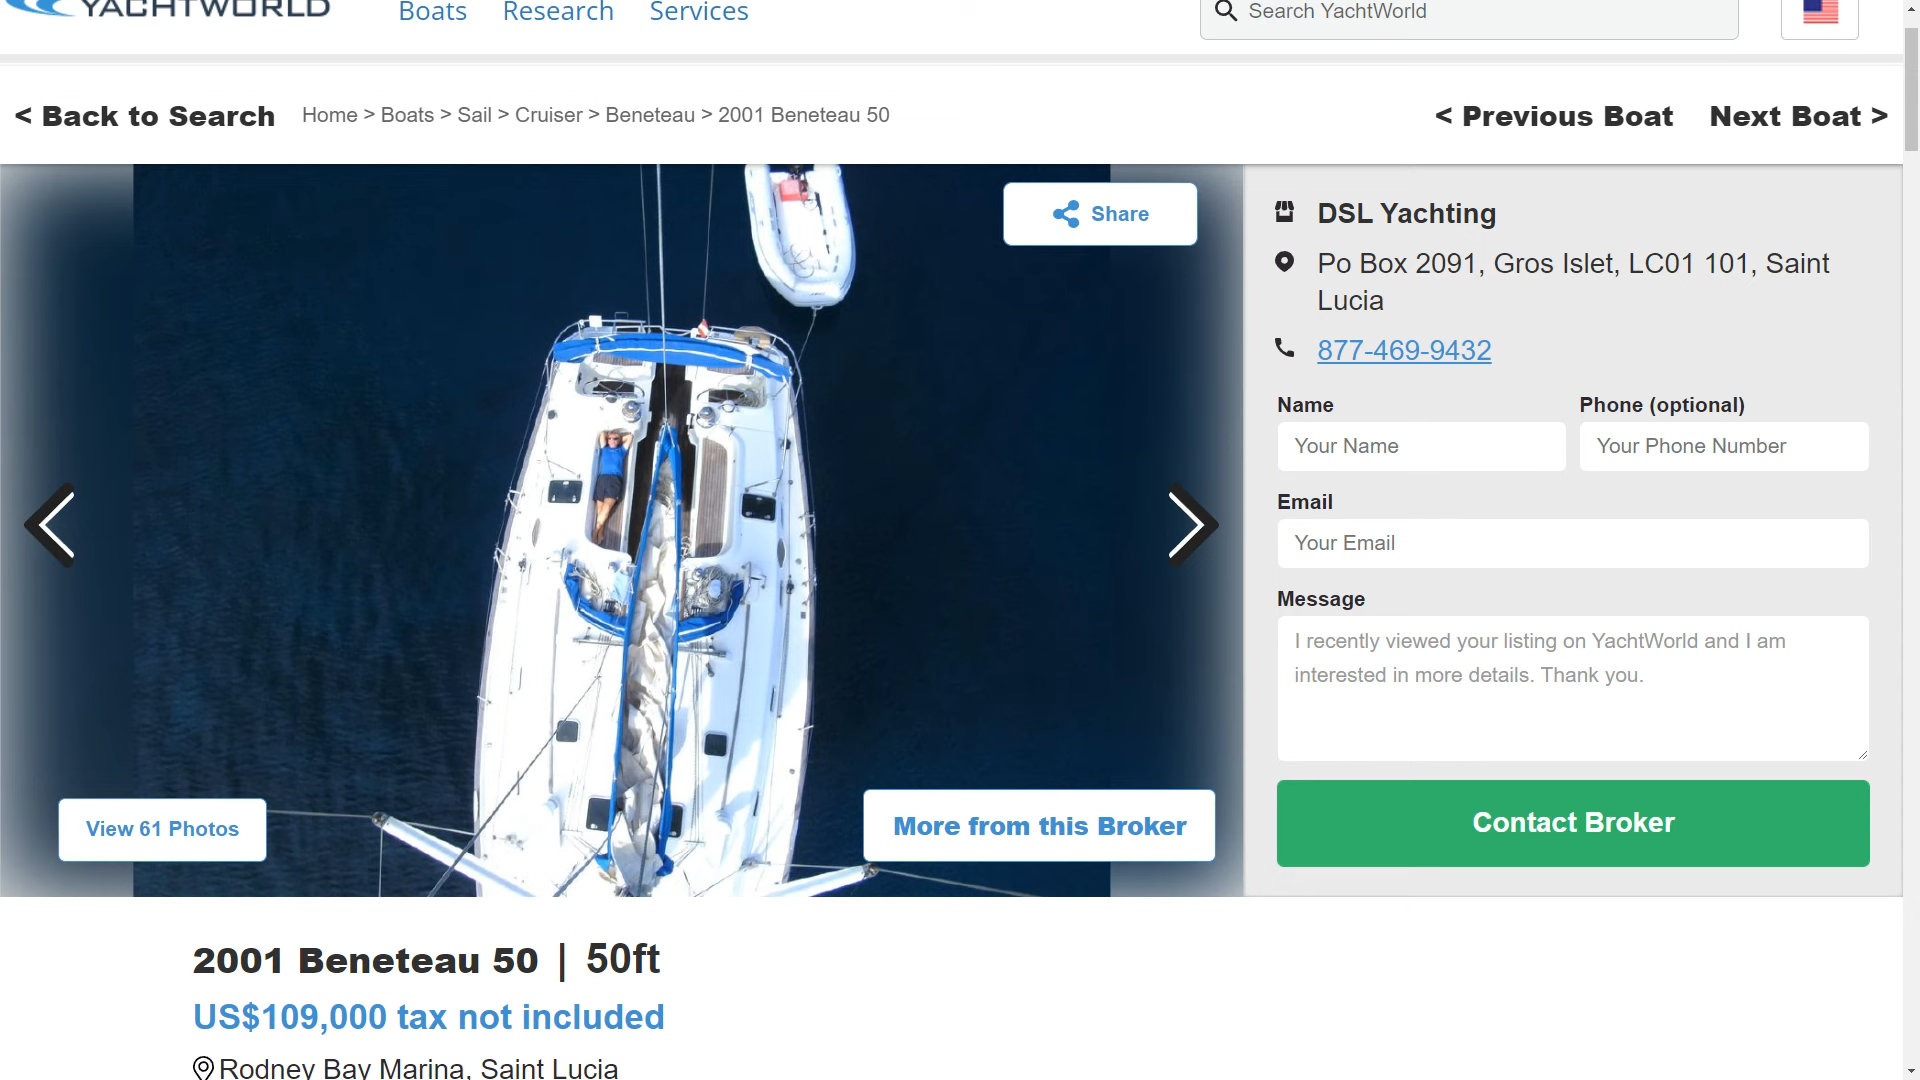 YACHTWORLD
Boats Research Services
Search YachtWorld
< Back to Search
Home > Boats > Sail > Cruiser > Beneteau > 2001 Beneteau 50
< Previous Boat
Next Boat >
Share
View 61 Photos
More from this Broker
DSL Yachting
Po Box 2091, Gros Islet, LC01 101, Saint
Lucia
877-469-9432
Name
Phone (optional)
Your Name
Your Phone Number
Email
Your Email
Message
I recently viewed your listing on YachtWorld and I am
interested in more details. Thank you.
Contact Broker
2001 Beneteau 50 | 50ft
US$109,000 tax not included
Rodney Bay Marina, Saint Lucia